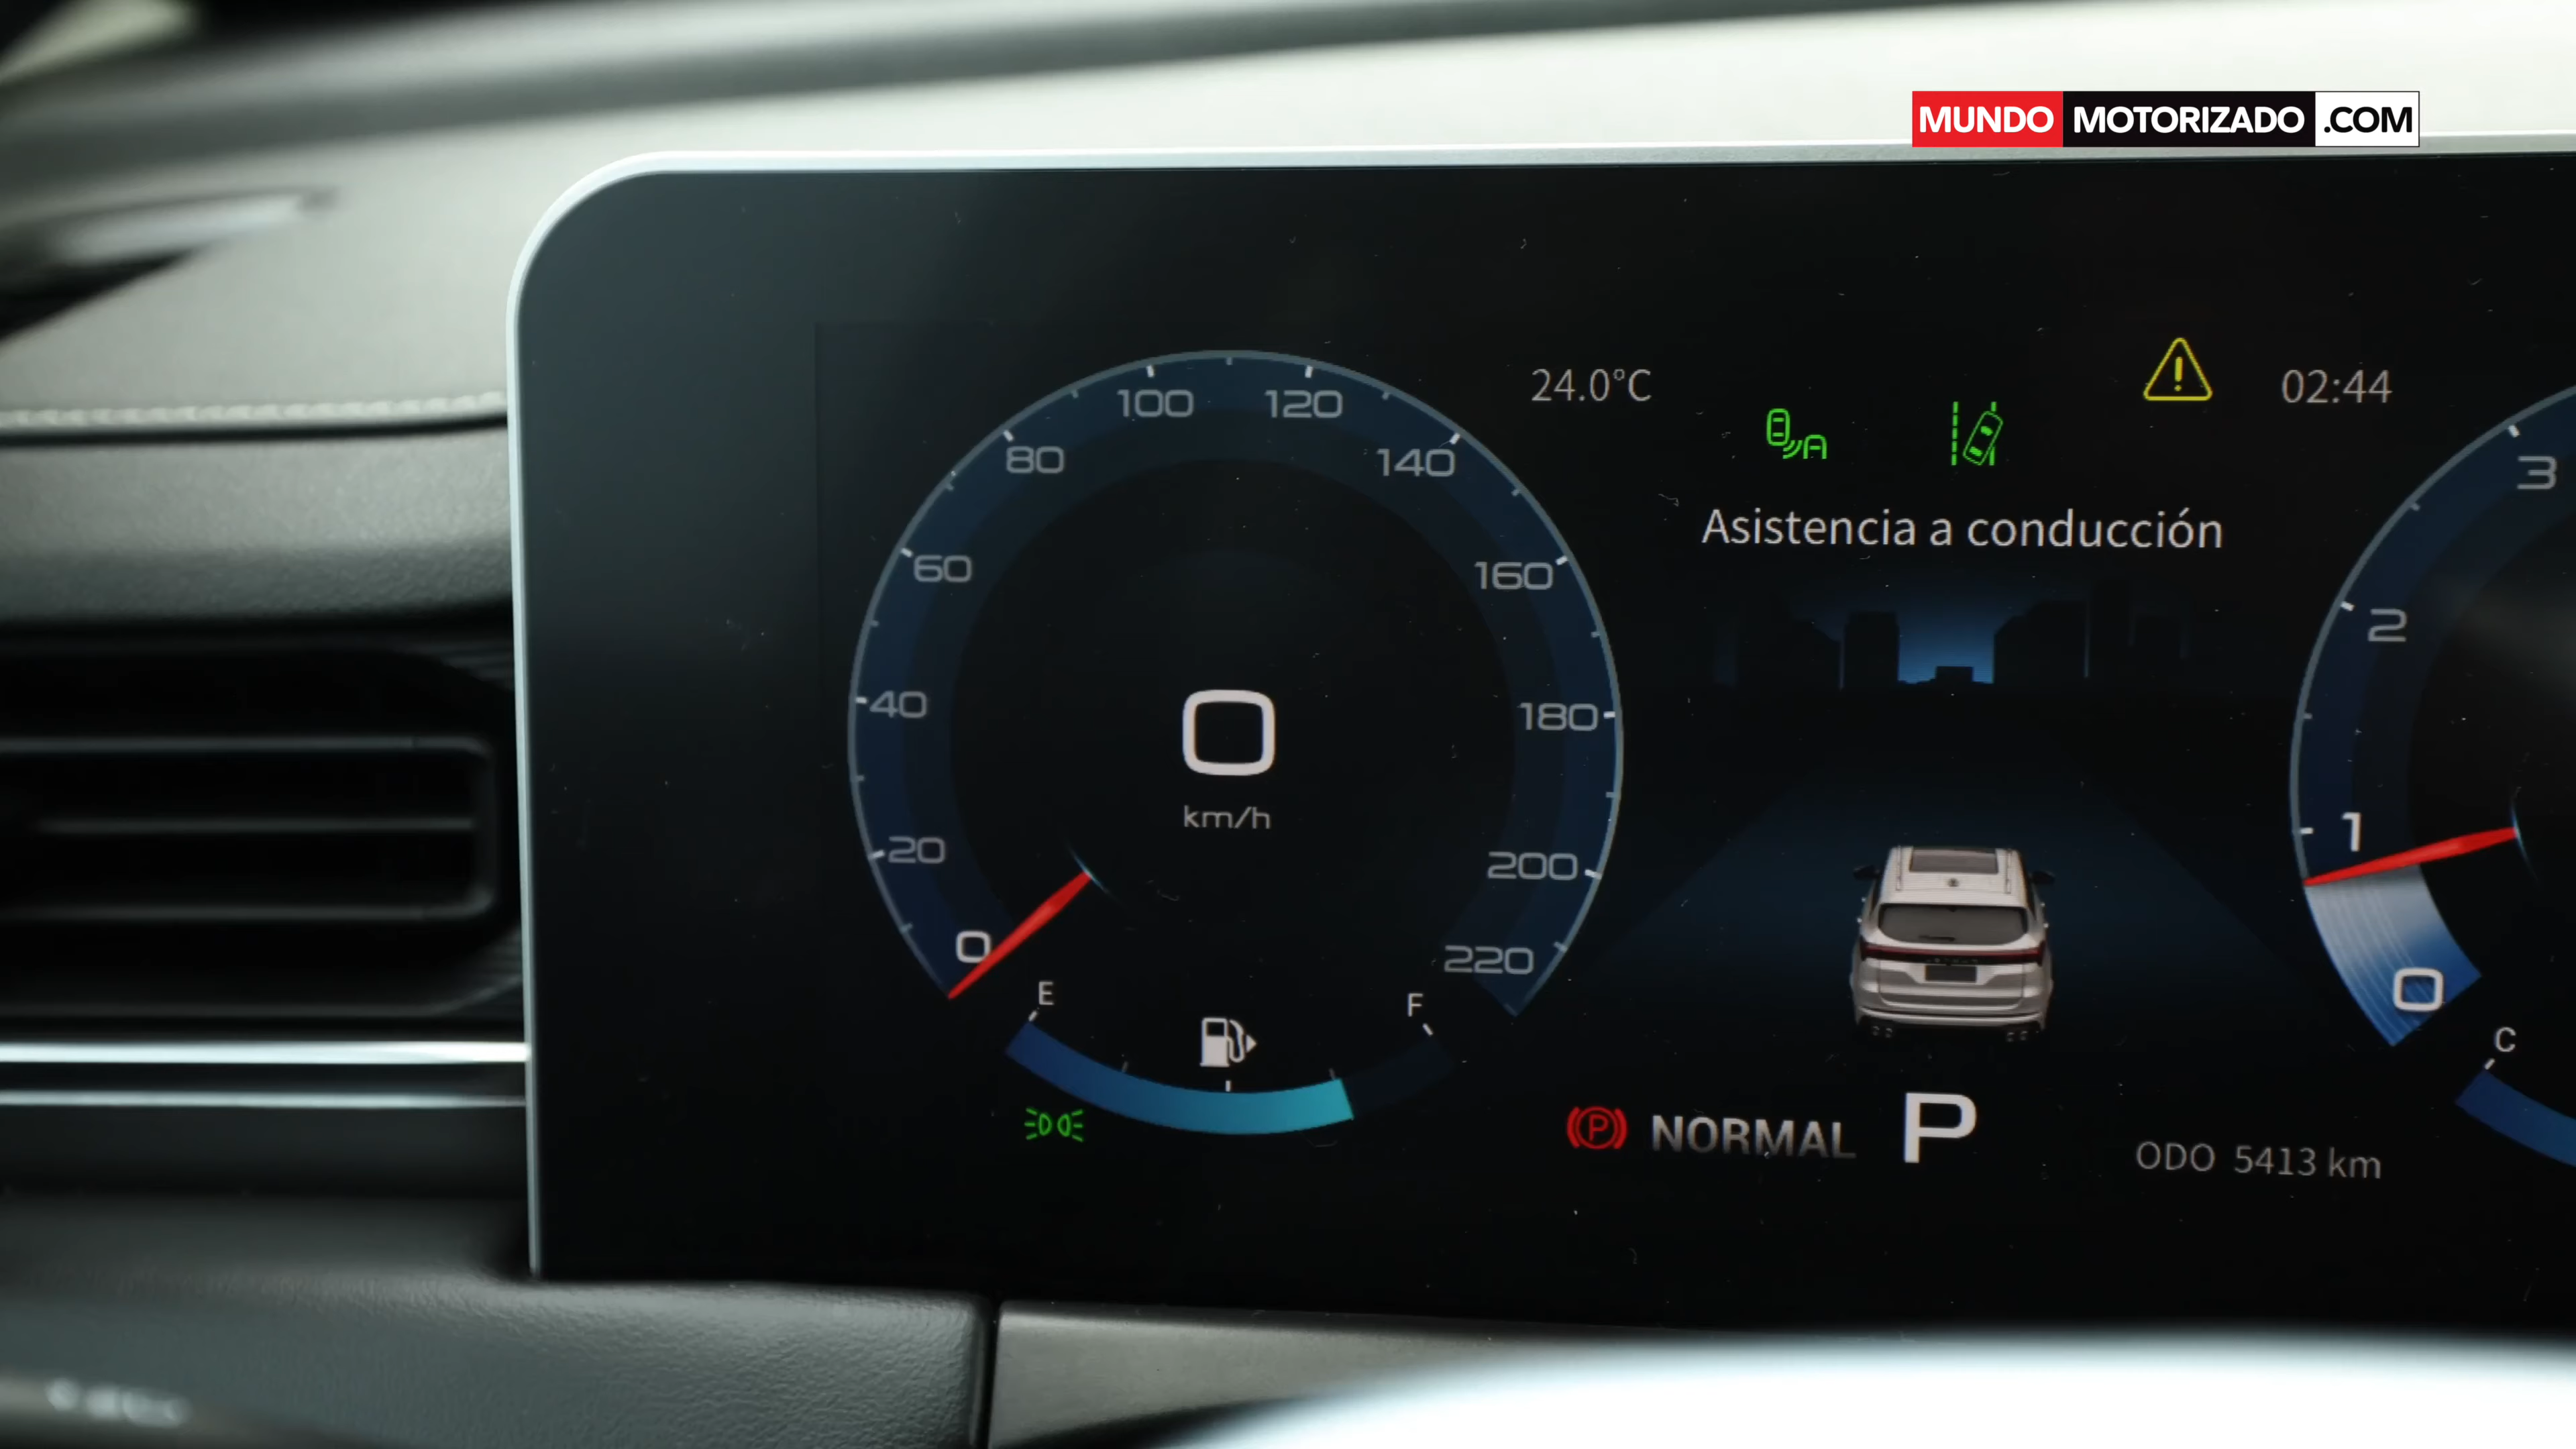 MUNDO MOTORIZADO .COM
24.0°C
02:44
Asistencia a conducción
0
20
40
60
80
100
120
140
160
180
200
220
0
km/h
E
F
P NORMAL P
ODO 5413 km
3
2
1
0
C